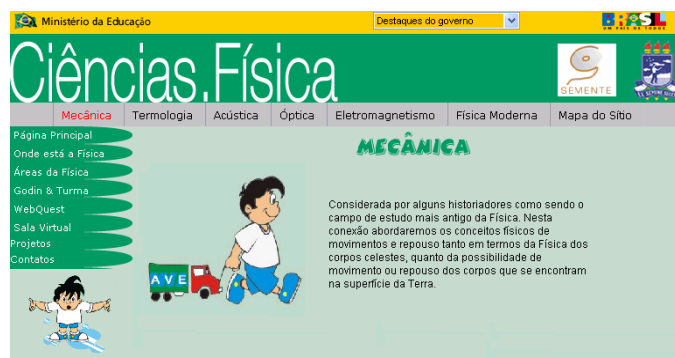 Ministério da Educação
Destaques do governo
BRASIL
UM PAÍS DE TODOS
Ciências.Física
SEMENTE
Mecânica Termologia Acústica Óptica Eletromagnetismo Física Moderna Mapa do Sítio
Página Principal
Onde está a Física
Áreas da Física
Godin & Turma
WebQuest
Sala Virtual
Projetos
Contatos
MECÂNICA
Considerada por alguns historiadores como sendo o
campo de estudo mais antigo da Física. Nesta
conexão abordaremos os conceitos físicos de
movimentos e repouso tanto em termos da Física dos
corpos celestes, quanto da possibilidade de
movimento ou repouso dos corpos que se encontram
na superfície da Terra.
AVE